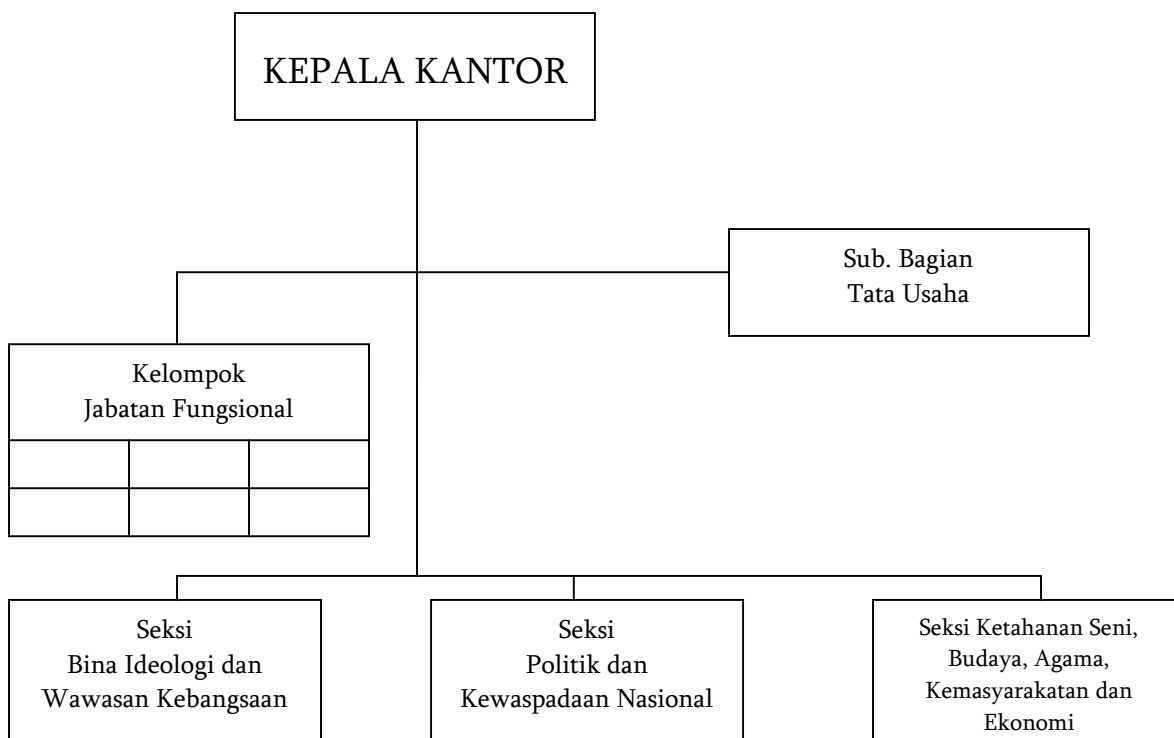 KEPALA KANTOR
Sub. Bagian
Tata Usaha
Kelompok
Jabatan Fungsional
Seksi
Bina Ideologi dan
Wawasan Kebangsaan
Seksi
Politik dan
Kewaspadaan Nasional
Seksi Ketahanan Seni,
Budaya, Agama,
Kemasyarakatan dan
Ekonomi